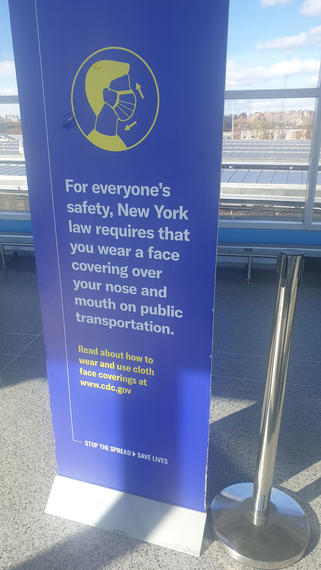 For everyone's
safety, New York
law requires that
you wear a face
covering over
your nose and
mouth on public
transportation.
Read about how to
wear and use cloth
face coverings at
www.cdc.gov
STOP THE SPREAD ▸ SAVE LIVES